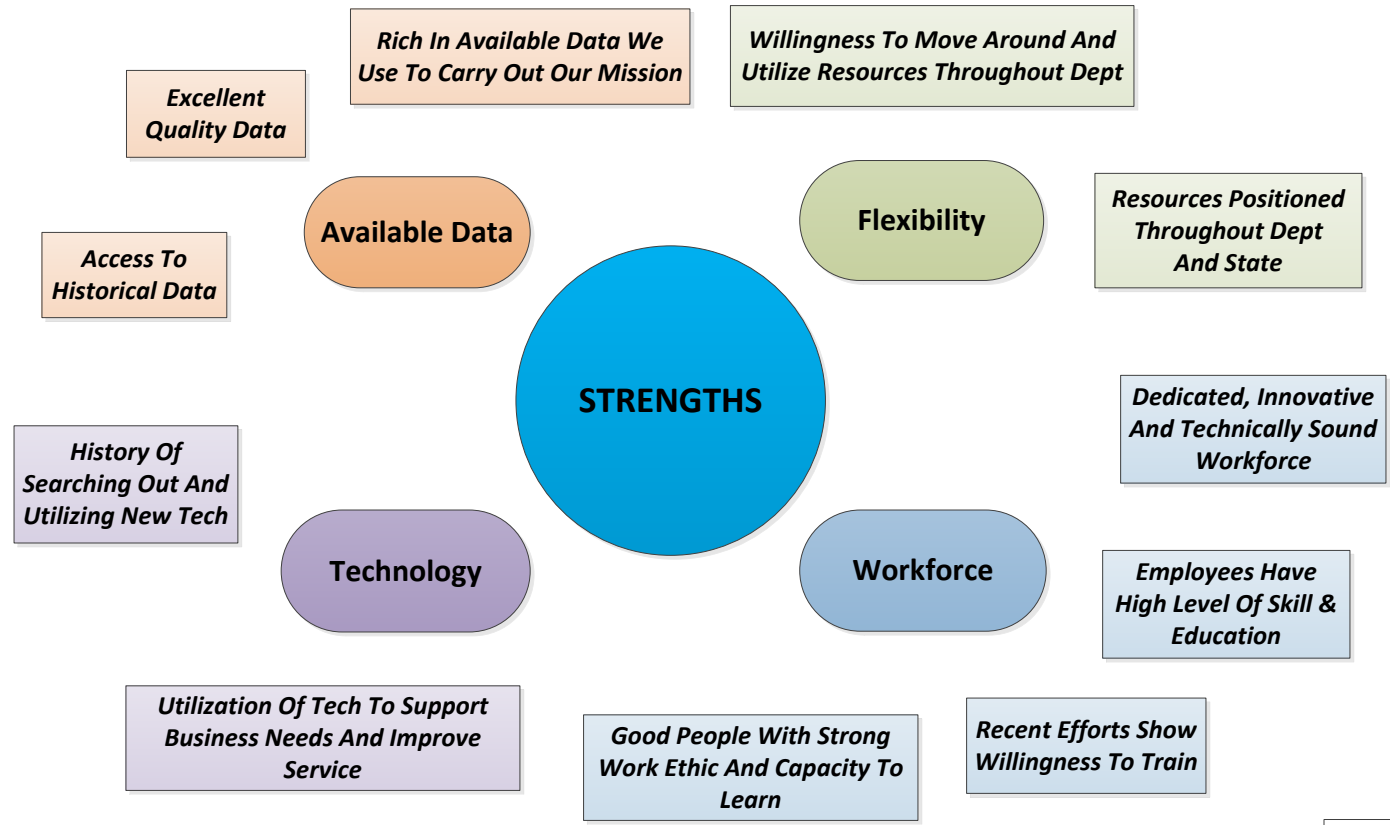 Rich In Available Data We
Use To Carry Out Our Mission
Willingness To Move Around And
Utilize Resources Throughout Dept
Excellent
Quality Data
Available Data
Flexibility
Resources Positioned
Throughout Dept
And State
Access To
Historical Data
STRENGTHS
Dedicated, Innovative
And Technically Sound
Workforce
History Of
Searching Out And
Utilizing New Tech
Technology
Workforce
Employees Have
High Level Of Skill &
Education
Utilization Of Tech To Support
Business Needs And Improve
Service
Good People With Strong
Work Ethic And Capacity To
Learn
Recent Efforts Show
Willingness To Train